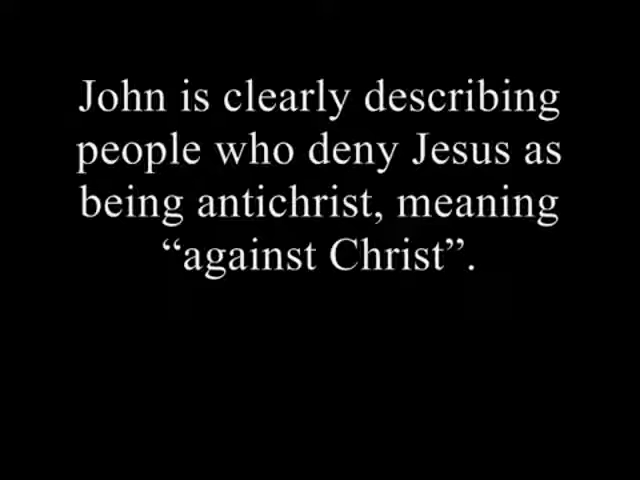 John is clearly describing
people who deny Jesus as
being antichrist, meaning
“against Christ”.